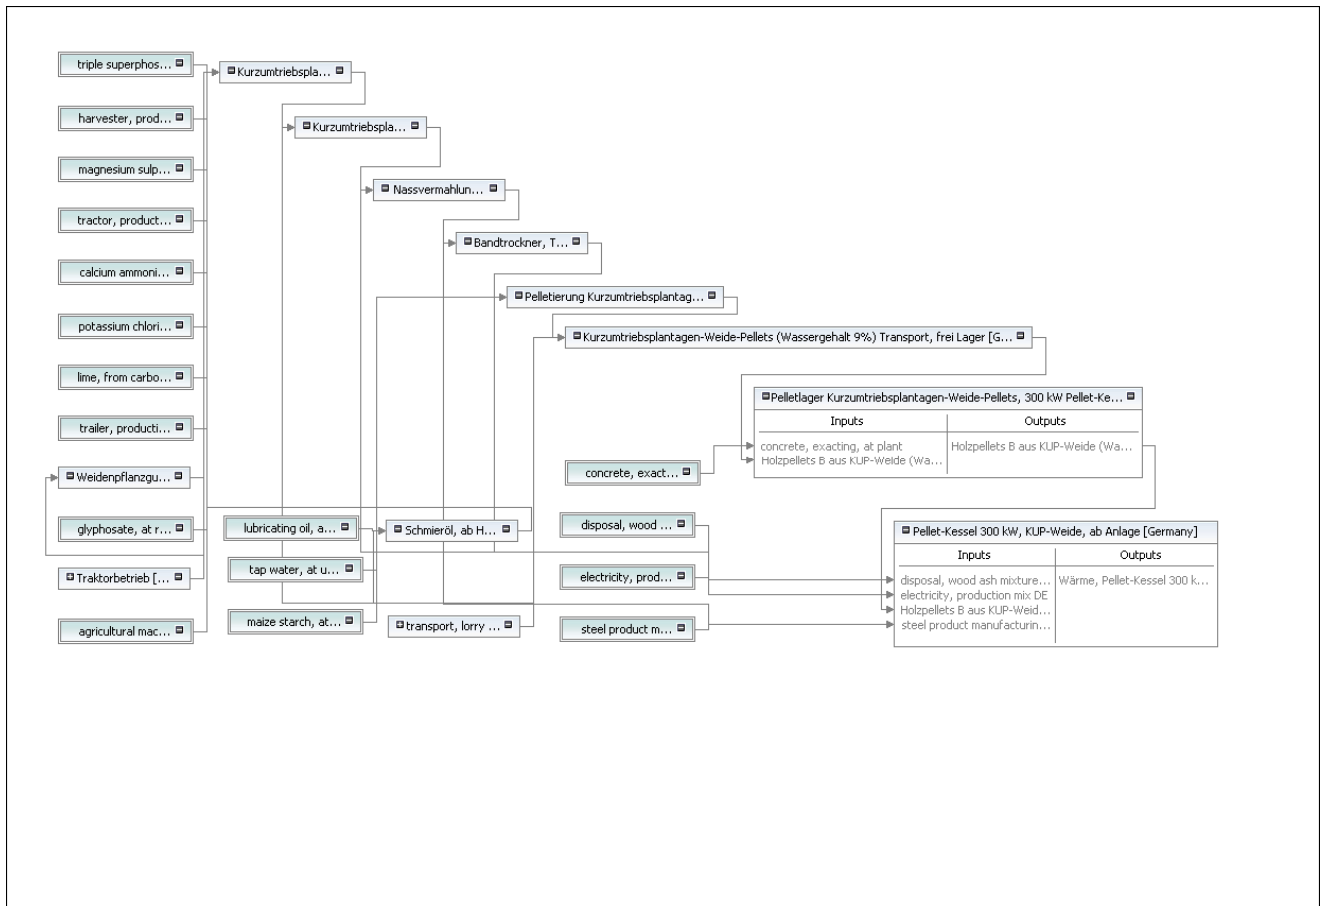 triple superphos...
Kurzumtriebspla...
harvester, prod...
Kurzumtriebspla...
magnesium sulp...
Nassvermahlun...
tractor, product...
Bandtrockner, T...
calcium ammoni...
Pelletierung Kurzumtriebsplantag...
potassium chlori...
Kurzumtriebsplantagen-Weide-Pellets (Wassergehalt 9%) Transport, frei Lager [G...
lime, from carbo...
Pelletlager Kurzumtriebsplantagen-Weide-Pellets, 300 kW Pellet-Ke...
Inputs
Outputs
concrete, exacting, at plant
Holzpellets B aus KUP-Weide (Wa...
Holzpellets B aus KUP-Weide (Wa...
trailer, producti...
Weidenpflanzgu...
concrete, exact...
glyphosate, at r...
lubricating oil, a...
Schmieröl, ab H...
disposal, wood ...
Pellet-Kessel 300 kW, KUP-Weide, ab Anlage [Germany]
Inputs
Outputs
disposal, wood ash mixture...
Wärme, Pellet-Kessel 300 k...
electricity, production mix DE
Holzpellets B aus KUP-Weid...
steel product manufacturin...
Traktorbetrieb [...
tap water, at u...
electricity, prod...
agricultural mac...
maize starch, at...
transport, lorry ...
steel product m...